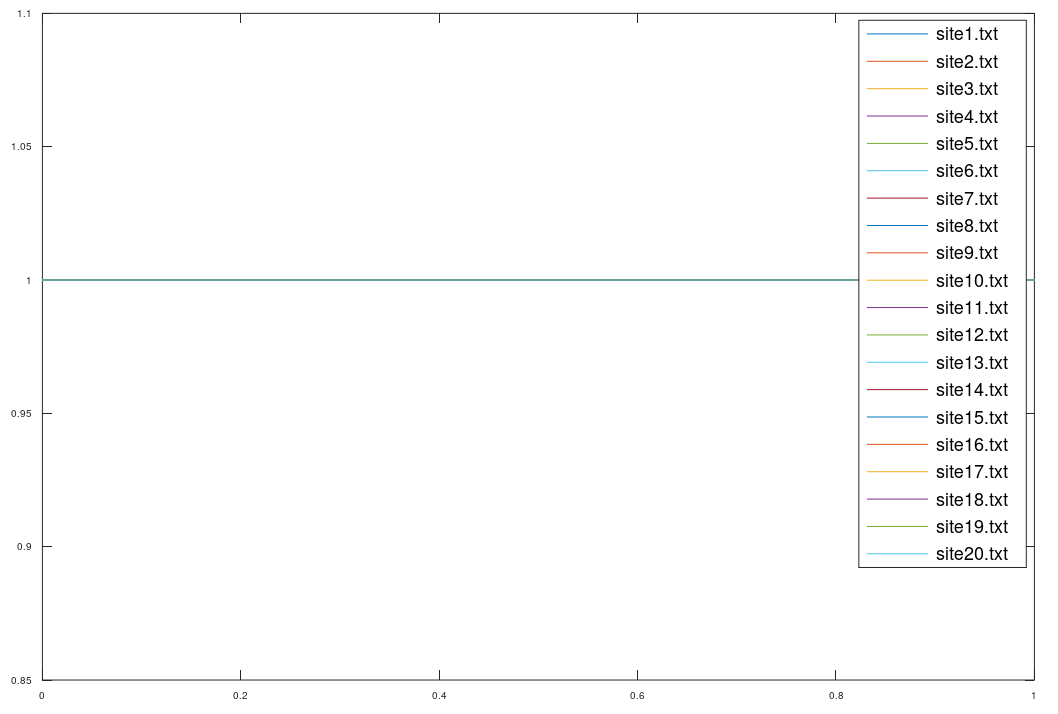 1.1
1.05
1
0.95
0.9
0.85
0
0.2
0.4
0.6
0.8
1
site1.txt
site2.txt
site3.txt
site4.txt
site5.txt
site6.txt
site7.txt
site8.txt
site9.txt
site10.txt
site11.txt
site12.txt
site13.txt
site14.txt
site15.txt
site16.txt
site17.txt
site18.txt
site19.txt
site20.txt